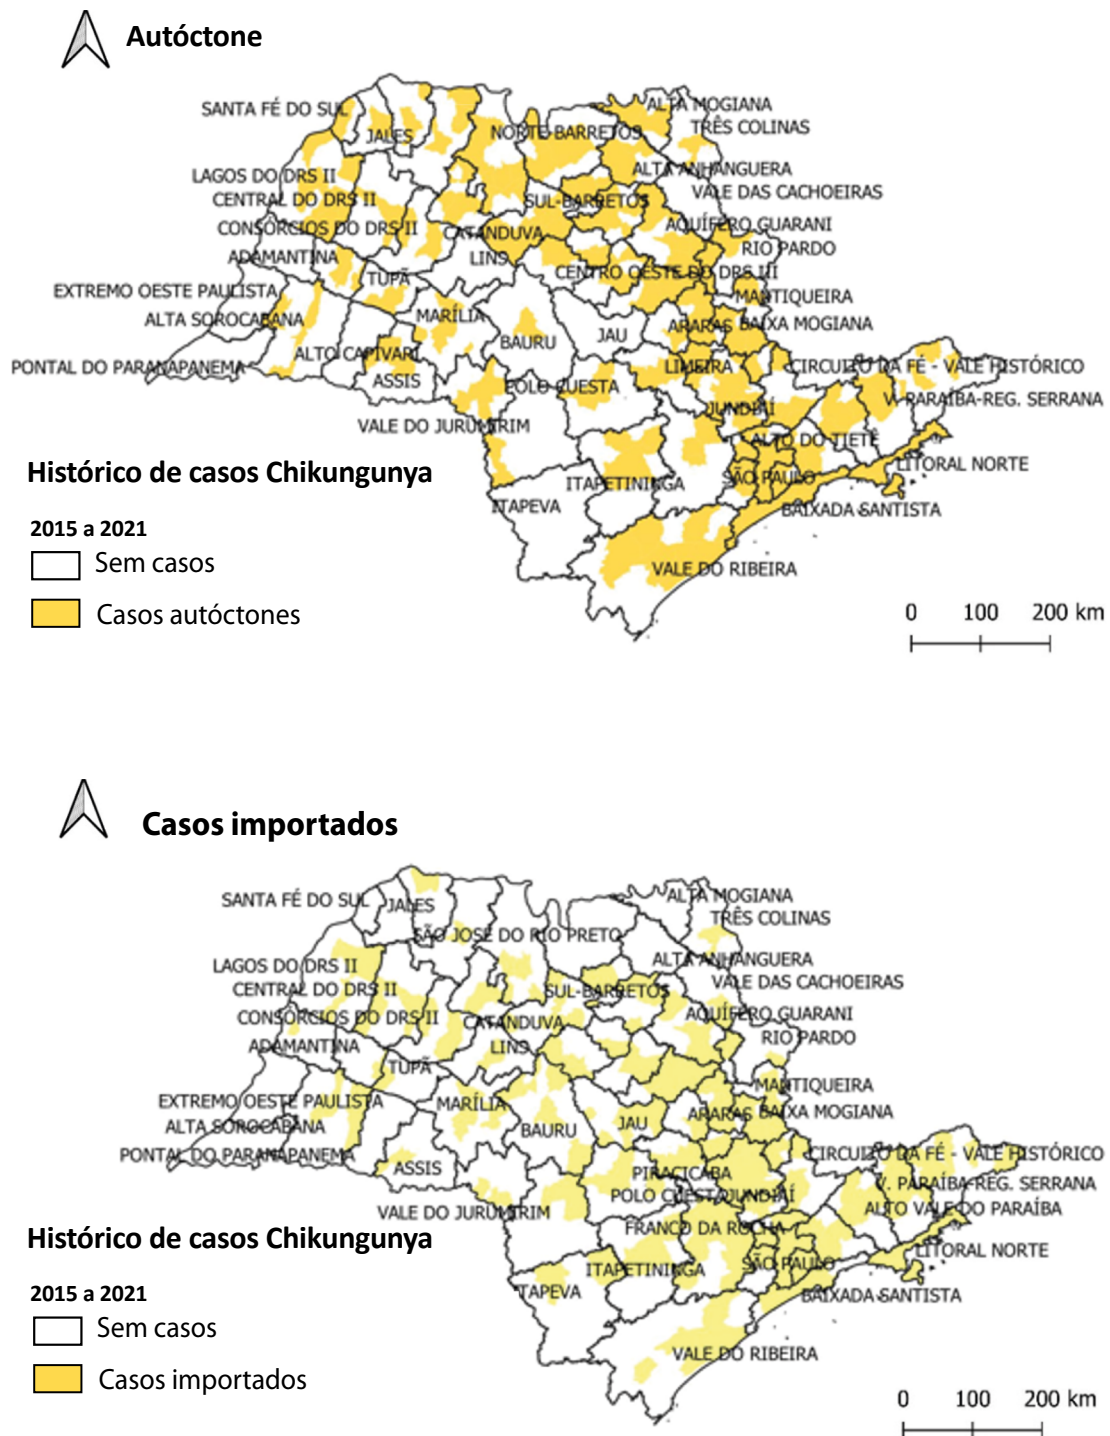 Autóctone
SANTA FÉ DO SUL
ALTA MOGIANA
JALES
NORTE-BARRETOS
TRÊS COLINAS
LAGOS DO DRS II
ALTA ANHANGUERA
CENTRAL DO DRS II
SUL-BARRETOS
VALE DAS CACHOEIRAS
CONSÓRCIOS DO DRS II
CATANDUVA
AQUÍFERO GUARANI
ADAMANTINA
LINS
RIO PARDO
TUPÃ
CENTRO OESTE DO DRS III
EXTREMO OESTE PAULISTA
MANTIQUEIRA
ALTA SOROCABANA
MARÍLIA
BAURU
JAU
ARARAS
BAIXA MOGIANA
PONTAL DO PARANAPANEMA
ALTO CAPIVARI
ASSIS
POLO CUESTA
LIMEIRA
CIRCUITO DA FÉ - VALE HISTÓRICO
JUNDIAÍ
V. PARAÍBA-REG. SERRANA
VALE DO JURUMIRIM
ALTO DO TIETÊ
LITORAL NORTE
Histórico de casos Chikungunya
ITAPETININGA
SÃO PAULO
ITAPEVA
BAIXADA SANTISTA
2015 a 2021
Sem casos
VALE DO RIBEIRA
Casos autóctones
0 100 200 km
Casos importados
SANTA FÉ DO SUL
JALES
ALTA MOGIANA
TRÊS COLINAS
SÃO JOSÉ DO RIO PRETO
LAGOS DO DRS II
ALTA ANHANGUERA
CENTRAL DO DRS II
SUL-BARRETOS
VALE DAS CACHOEIRAS
CONSÓRCIOS DO DRS II
CATANDUVA
AQUÍFERO GUARANI
ADAMANTINA
LINS
RIO PARDO
TUPÃ
MANTIQUEIRA
EXTREMO OESTE PAULISTA
MARÍLIA
ARARAS
BAIXA MOGIANA
ALTA SOROCABANA
BAURU
JAU
PONTAL DO PARANAPANEMA
ASSIS
PIRACICABA
CIRCUITO DA FÉ - VALE HISTÓRICO
POLO CUESTA
JUNDIAÍ
V. PARAÍBA-REG. SERRANA
VALE DO JURUMIRIM
ALTO VALE DO PARAÍBA
FRANCO DA ROCHA
Histórico de casos Chikungunya
LITORAL NORTE
ITAPETININGA
SÃO PAULO
2015 a 2021
ITAPEVA
BAIXADA SANTISTA
Sem casos
VALE DO RIBEIRA
Casos importados
0 100 200 km